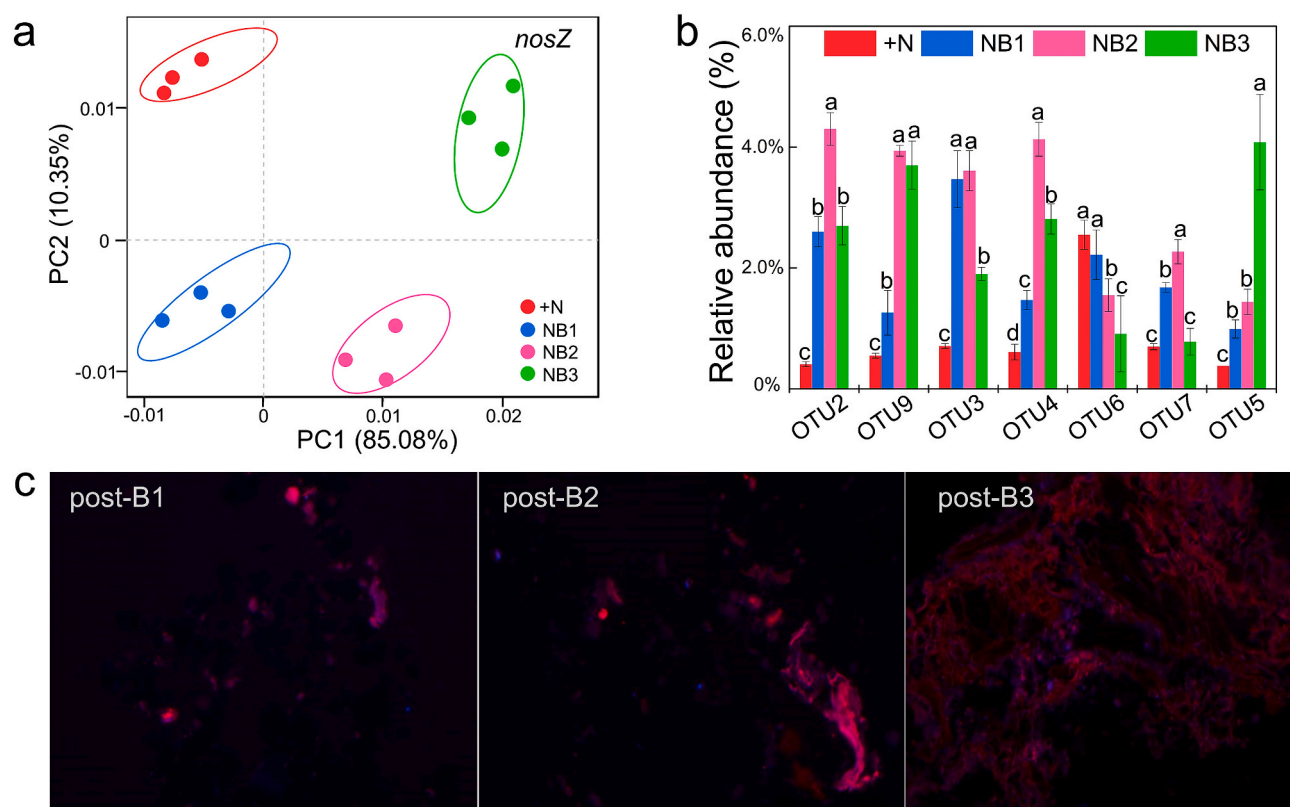 a
nosZ
PC2 (10.35%)
0.01
0
-0.01
+N
NB1
NB2
NB3
-0.01 0 0.01 0.02
PC1 (85.08%)
b
Relative abundance (%)
6.0%
4.0%
2.0%
0%
+N NB1 NB2 NB3
c b a b
c b a a
c a a b
d c a b
a a b c
c b a c
c b b a
OTU2 OTU9 OTU3 OTU4 OTU6 OTU7 OTU5
c
post-B1 post-B2 post-B3